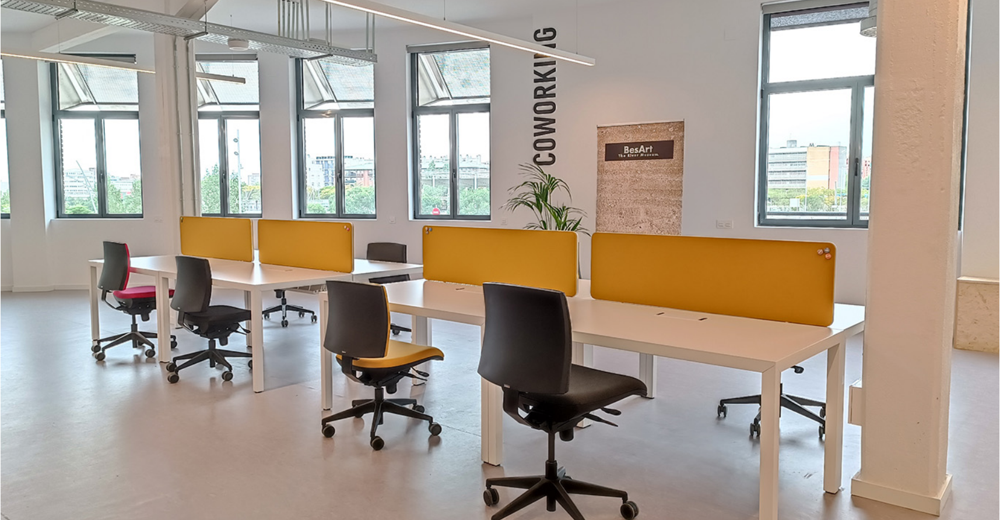 COWORKING
BesArt
The River Museum